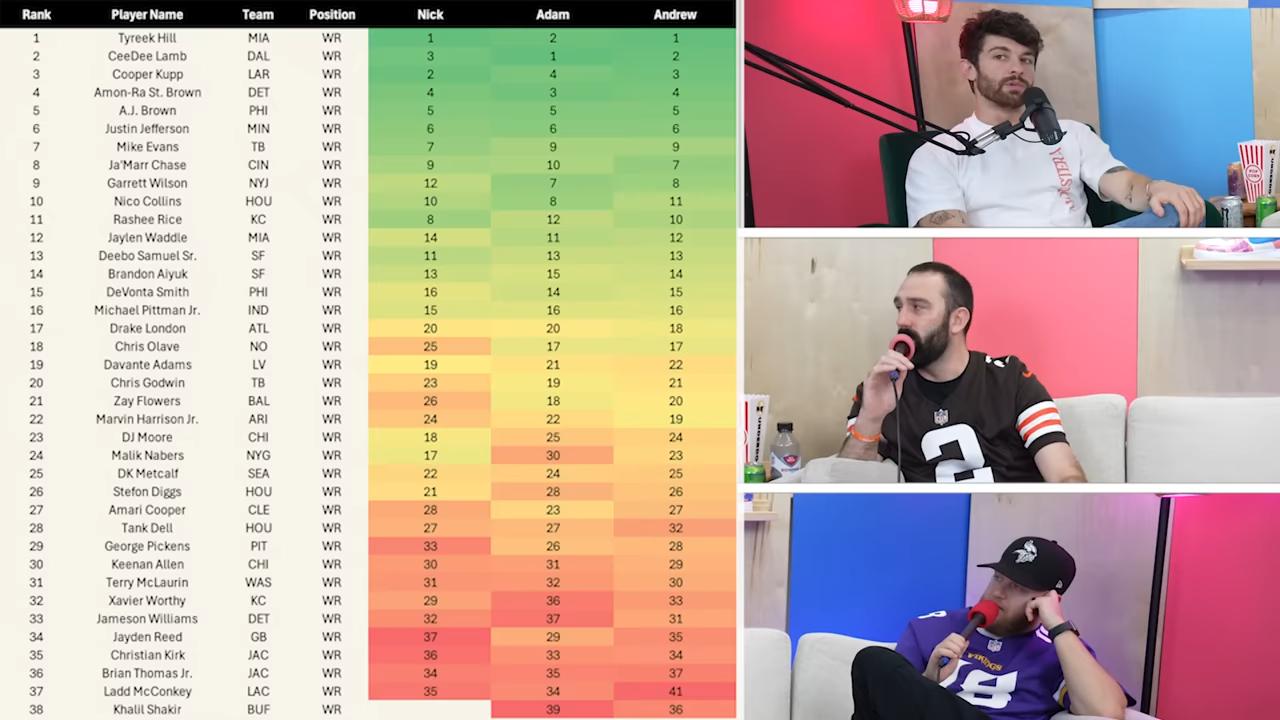 Rank Player Name Team Position Nick Adam Andrew
1 Tyreek Hill MIA WR 1 2 1
2 CeeDee Lamb DAL WR 3 1 2
3 Cooper Kupp LAR WR 2 4 3
4 Amon-Ra St. Brown DET WR 4 3 4
5 A.J. Brown PHI WR 5 5 5
6 Justin Jefferson MIN WR 6 6 6
7 Mike Evans TB WR 7 9 9
8 Ja'Marr Chase CIN WR 9 10 7
9 Garrett Wilson NYJ WR 12 7 8
10 Nico Collins HOU WR 10 8 11
11 Rashee Rice KC WR 8 12 10
12 Jaylen Waddle MIA WR 14 11 12
13 Deebo Samuel Sr. SF WR 11 13 13
14 Brandon Aiyuk SF WR 13 15 14
15 DeVonta Smith PHI WR 16 14 15
16 Michael Pittman Jr. IND WR 15 16 16
17 Drake London ATL WR 20 20 18
18 Chris Olave NO WR 25 17 17
19 Davante Adams LV WR 19 21 22
20 Chris Godwin TB WR 23 19 21
21 Zay Flowers BAL WR 26 18 20
22 Marvin Harrison Jr. ARI WR 24 22 19
23 DJ Moore CHI WR 18 25 24
24 Malik Nabers NYG WR 17 30 23
25 DK Metcalf SEA WR 22 24 25
26 Stefon Diggs HOU WR 21 28 26
27 Amari Cooper CLE WR 28 23 27
28 Tank Dell HOU WR 27 27 32
29 George Pickens PIT WR 33 26 28
30 Keenan Allen CHI WR 30 31 29
31 Terry McLaurin WAS WR 31 32 30
32 Xavier Worthy KC WR 29 36 33
33 Jameson Williams DET WR 32 37 31
34 Jayden Reed GB WR 37 29 35
35 Christian Kirk JAC WR 36 33 34
36 Brian Thomas Jr. JAC WR 34 35 37
37 Ladd McConkey LAC WR 35 34 41
38 Khalil Shakir BUF WR 39 36
POP CORN
NFL
2
VIKINGS
18